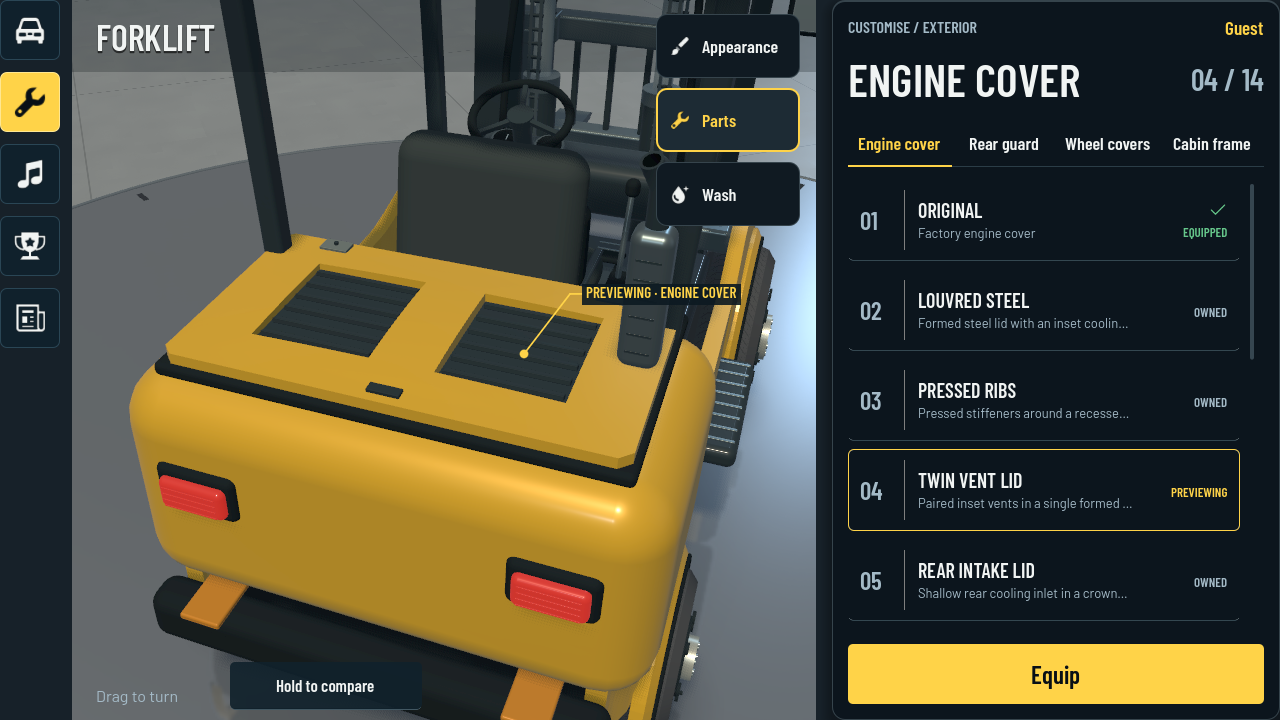 FORKLIFT
Appearance
Parts
Wash
PREVIEWING · ENGINE COVER
Drag to turn
Hold to compare
CUSTOMISE / EXTERIOR
Guest
ENGINE COVER
04 / 14
Engine cover
Rear guard
Wheel covers
Cabin frame
01
ORIGINAL
Factory engine cover
EQUIPPED
02
LOUVRED STEEL
Formed steel lid with an inset coolin...
OWNED
03
PRESSED RIBS
Pressed stiffeners around a recesse...
OWNED
04
TWIN VENT LID
Paired inset vents in a single formed ...
PREVIEWING
05
REAR INTAKE LID
Shallow rear cooling inlet in a crown...
OWNED
Equip